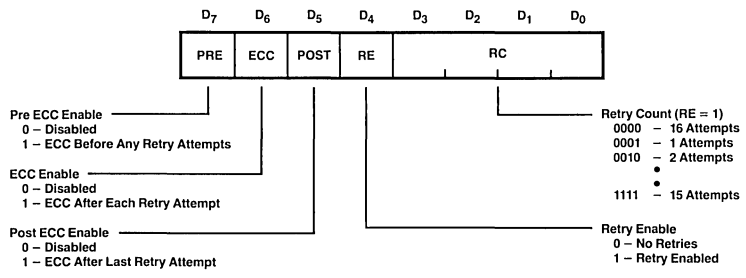 D7 D6 D5 D4 D3 D2 D1 D0
PRE ECC POST RE RC
Pre ECC Enable
0 – Disabled
1 – ECC Before Any Retry Attempts
ECC Enable
0 – Disabled
1 – ECC After Each Retry Attempt
Post ECC Enable
0 – Disabled
1 – ECC After Last Retry Attempt
Retry Count (RE = 1)
0000 – 16 Attempts
0001 – 1 Attempts
0010 – 2 Attempts
•
•
1111 – 15 Attempts
Retry Enable
0 – No Retries
1 – Retry Enabled